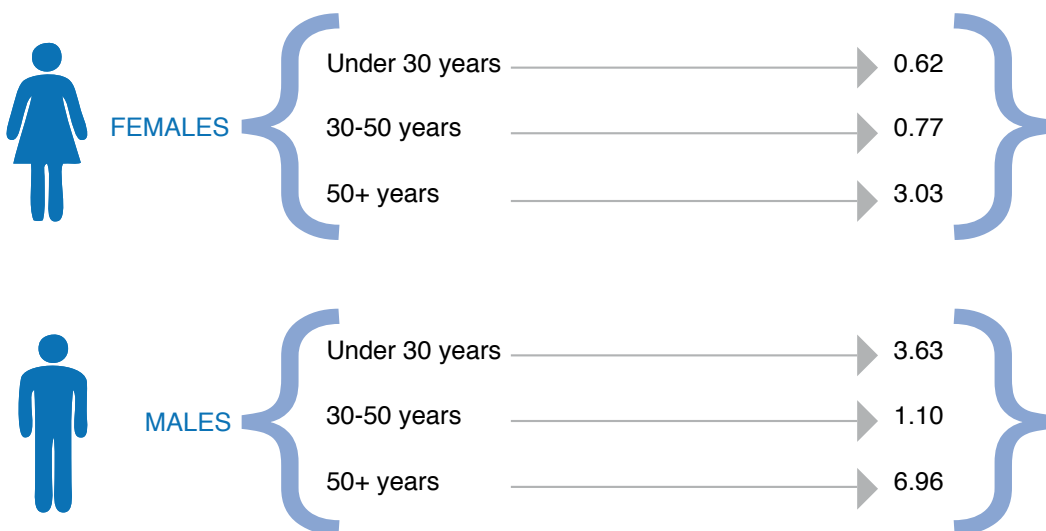 Under 30 years 0.62
FEMALES 30-50 years 0.77
50+ years 3.03
Under 30 years 3.63
MALES 30-50 years 1.10
50+ years 6.96